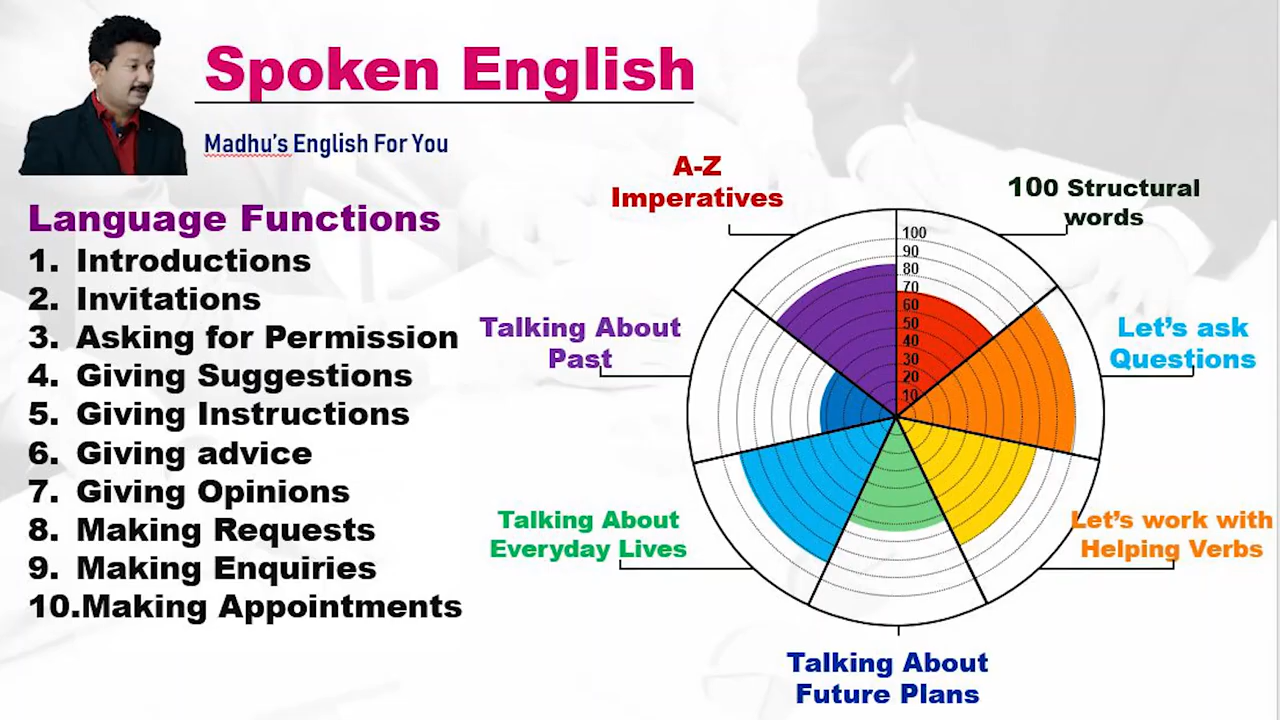 Spoken English
Madhu's English For You
Language Functions
1. Introductions
2. Invitations
3. Asking for Permission
4. Giving Suggestions
5. Giving Instructions
6. Giving advice
7. Giving Opinions
8. Making Requests
9. Making Enquiries
10.Making Appointments
A-Z
Imperatives
100 Structural
words
Talking About
Past
Let's ask
Questions
100
90
80
70
60
50
40
30
20
10
Talking About
Everyday Lives
Let's work with
Helping Verbs
Talking About
Future Plans